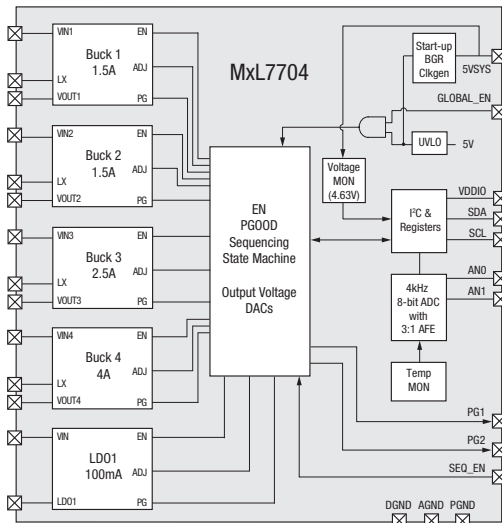 MxL7704
VIN1
Buck 1
1.5A
EN
ADJ
LX
VOUT1
PG
VIN2
Buck 2
1.5A
EN
ADJ
LX
VOUT2
PG
VIN3
Buck 3
2.5A
EN
ADJ
LX
VOUT3
PG
VIN4
Buck 4
4A
EN
ADJ
LX
VOUT4
PG
VIN
LDO1
100mA
EN
ADJ
LDO1
PG
EN
PGOOD
Sequencing
State Machine
Output Voltage
DACs
Start-up
BGR
Clkgen
5VSYS
GLOBAL_EN
UVLO
5V
Voltage
MON
(4.63V)
I²C &
Registers
VDDIO
SDA
SCL
AN0
AN1
4kHz
8-bit ADC
with
3:1 AFE
Temp
MON
PG1
PG2
SEQ_EN
DGND
AGND
PGND